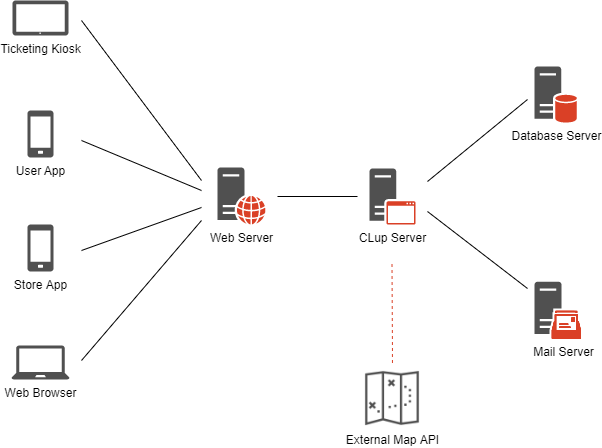 Ticketing Kiosk
User App
Store App
Web Browser
Web Server
CLup Server
Database Server
Mail Server
External Map API